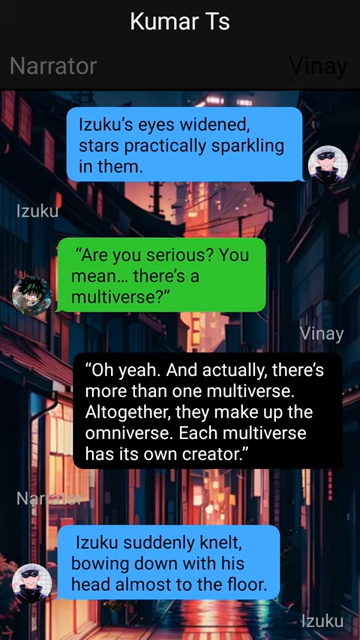 Kumar Ts
Narrator
Vinay
Izuku’s eyes widened,
stars practically sparkling
in them.
Izuku
“Are you serious? You
mean… there’s a
multiverse?”
Vinay
“Oh yeah. And actually, there’s
more than one multiverse.
Altogether, they make up the
omniverse. Each multiverse
has its own creator.”
Narrator
Izuku suddenly knelt,
bowing down with his
head almost to the floor.
Izuku